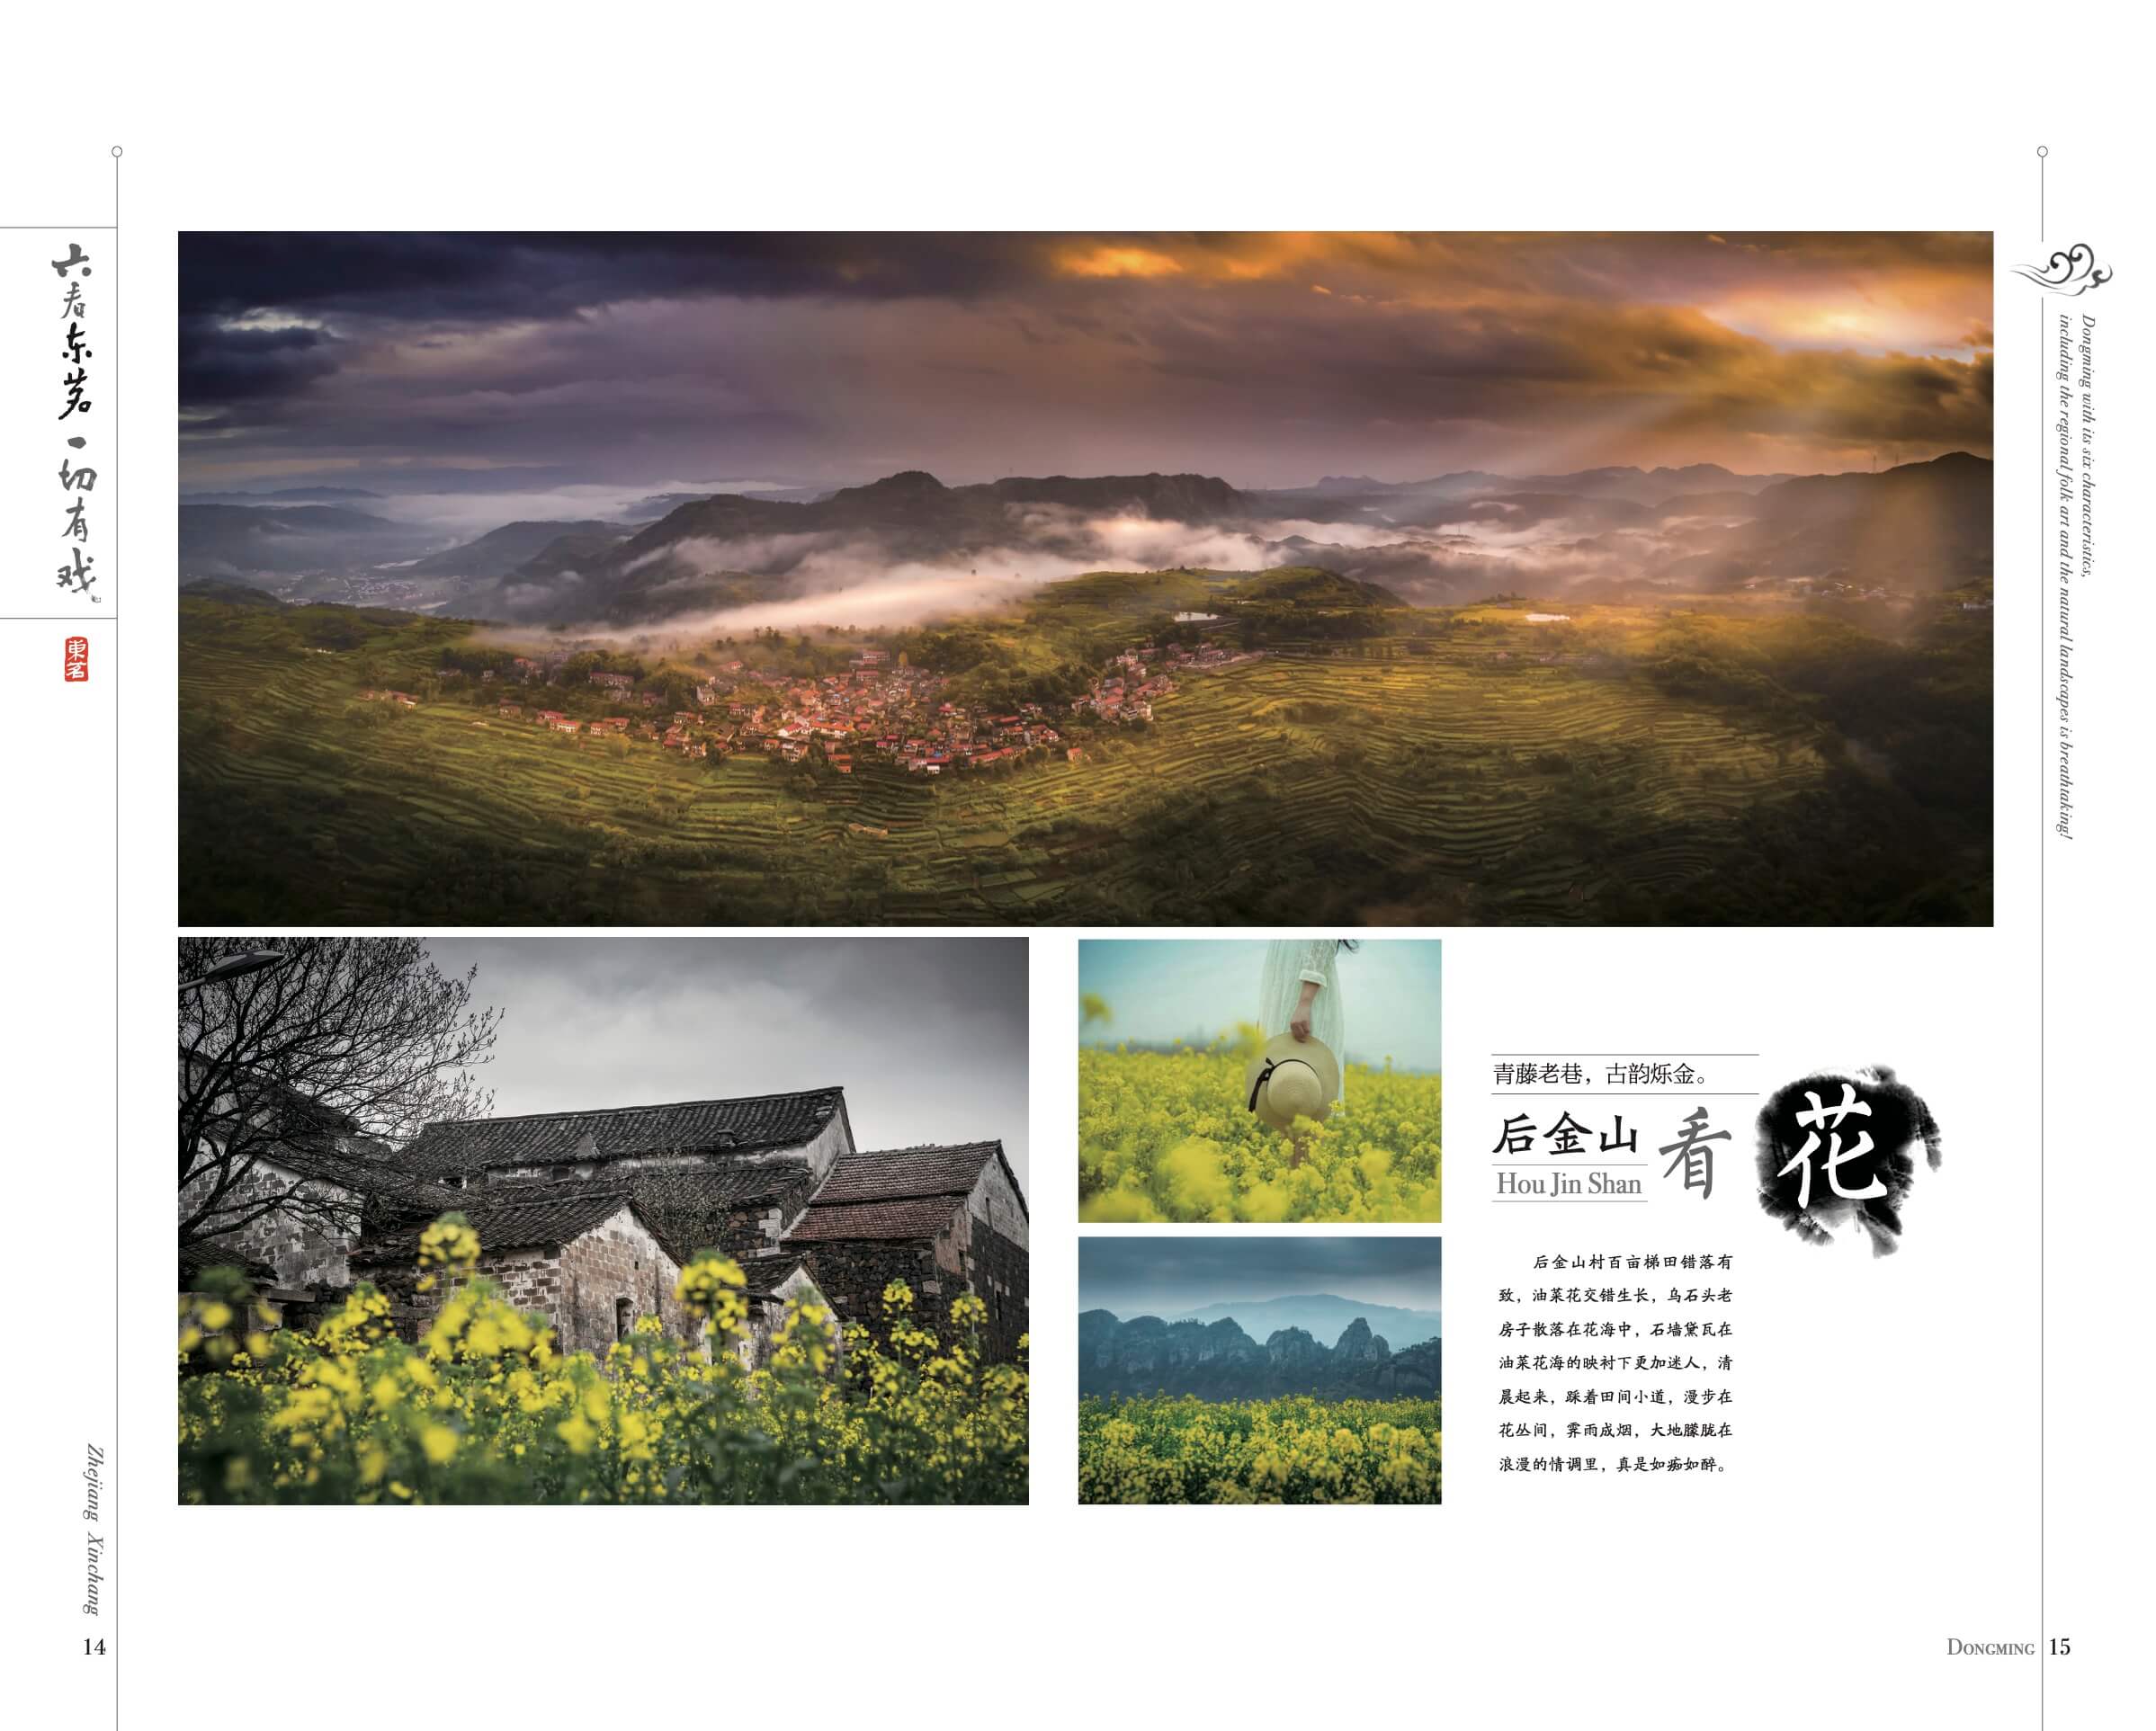 六看东茗一切有戏
東茗
Zhejiang Xinchang
14
Dongming with its six characteristics,
including the regional folk art and the natural landscapes is breathtaking!
青藤老巷，古韵烁金。
后金山看花
Hou Jin Shan
后金山村百亩梯田错落有
致，油菜花交错生长，乌石头老
房子散落在花海中，石墙黛瓦在
油菜花海的映衬下更加迷人，清
晨起来，踩着田间小道，漫步在
花丛间，雾雨成烟，大地朦胧在
浪漫的情调里，真是如痴如醉。
DONGMING 15